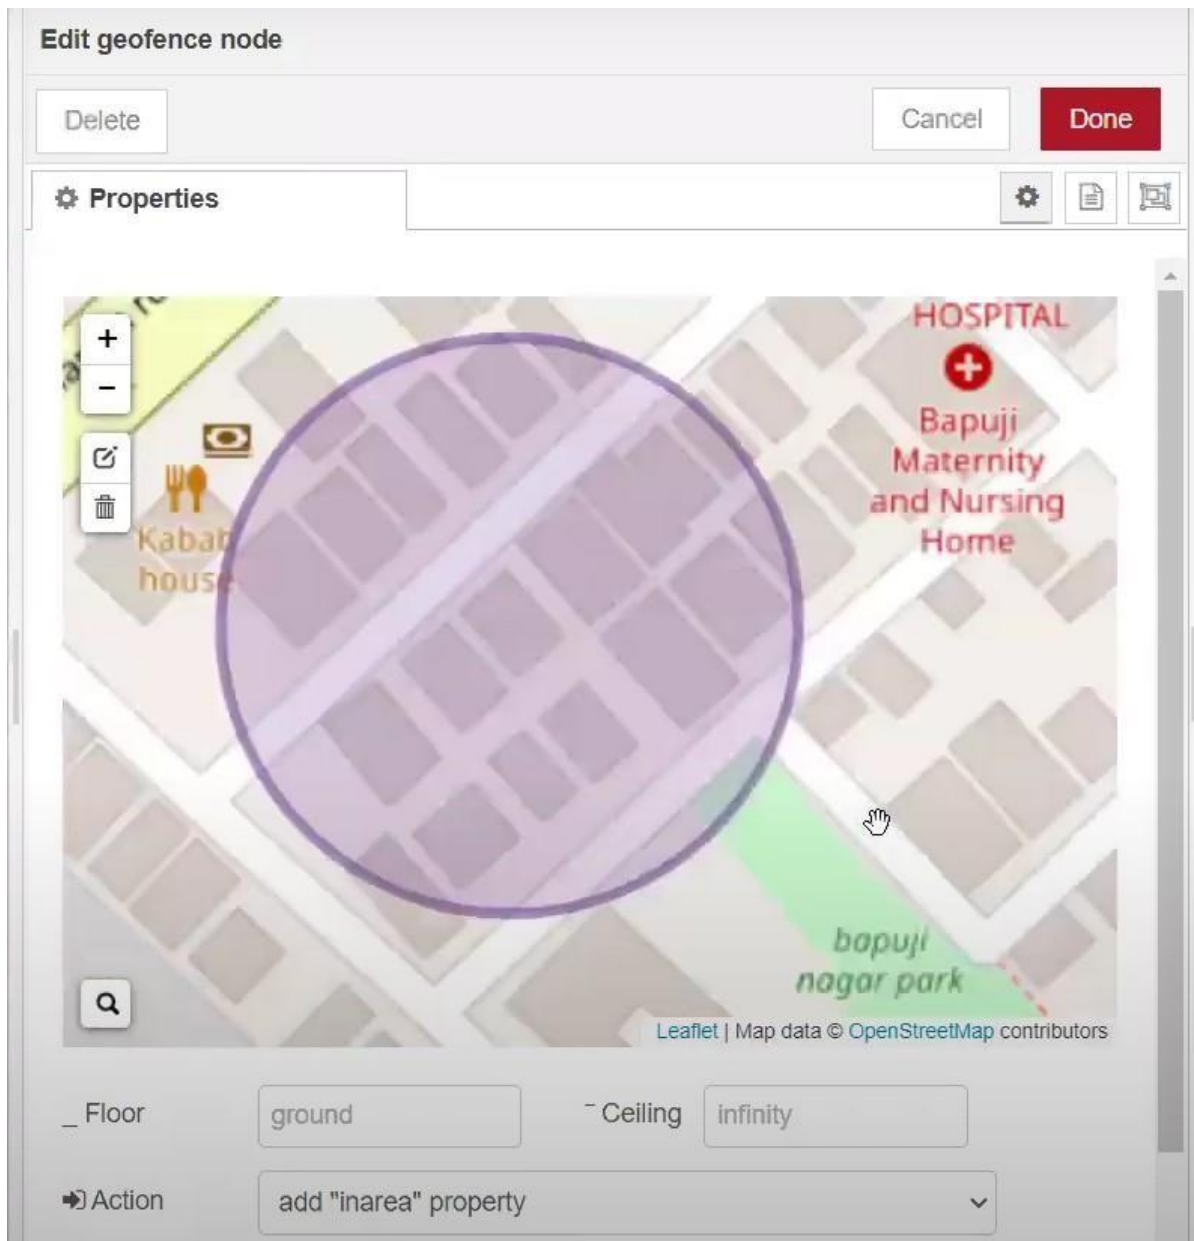 Edit geofence node
Delete
Cancel
Done
Properties
+
−
HOSPITAL
Bapuji
Maternity
and Nursing
Home
Kabab
house
bapuji
nagar park
Leaflet | Map data © OpenStreetMap contributors
_ Floor
ground
‾ Ceiling
infinity
Action
add "inarea" property